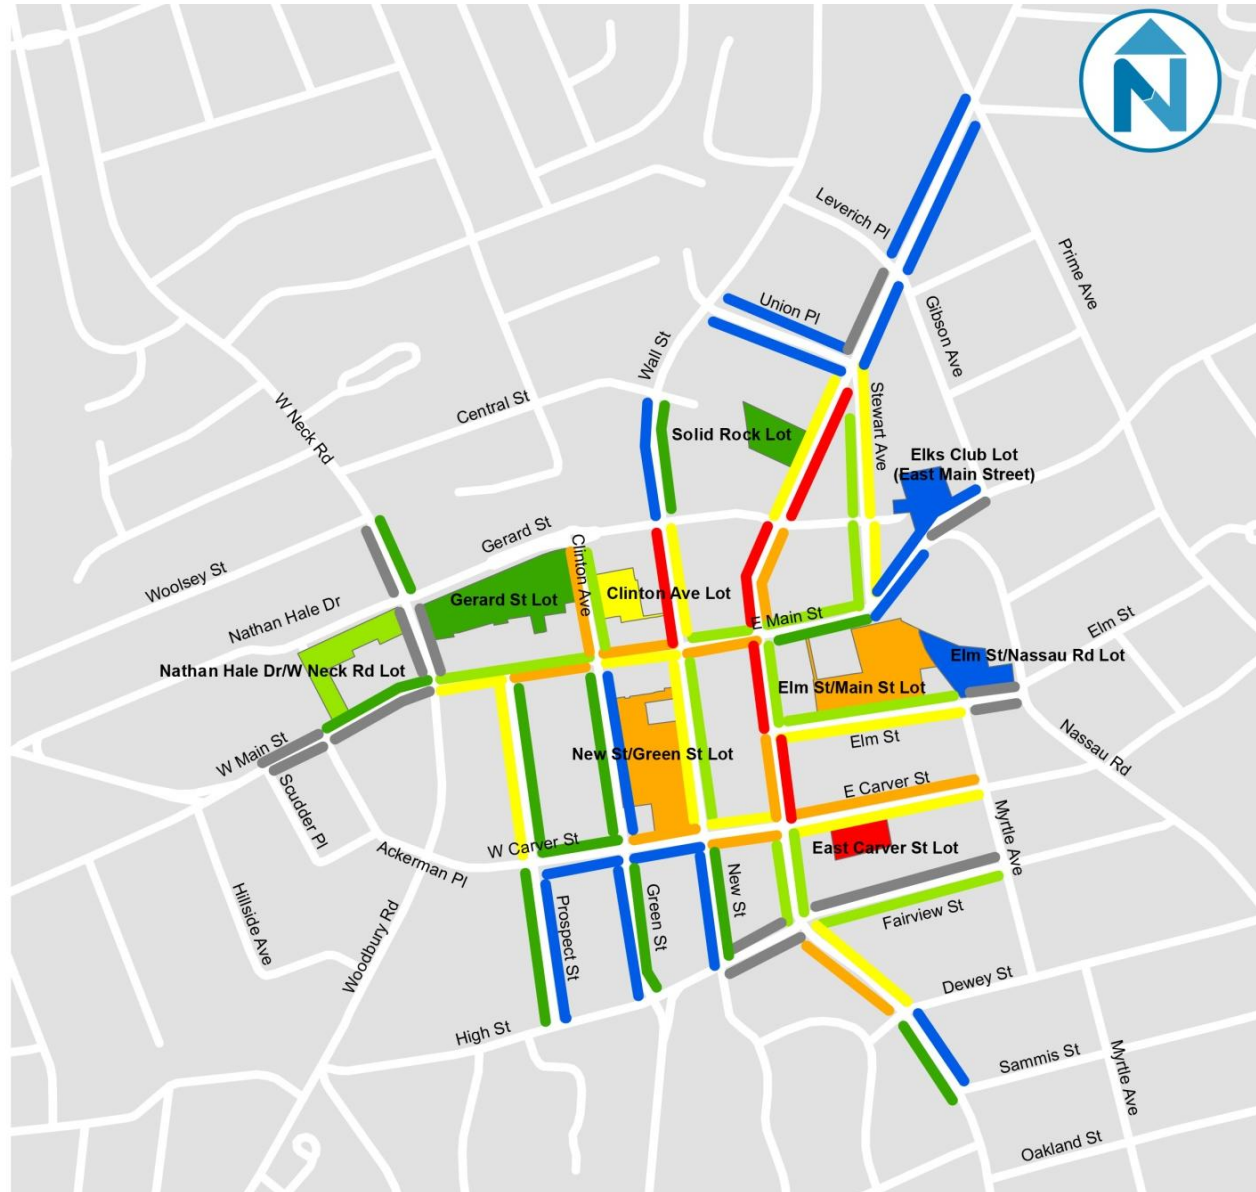 N
Leverich Pl
Prime Ave
Union Pl
Gibson Ave
Wall St
Stewart Ave
W Neck Rd
Central St
Solid Rock Lot
Elks Club Lot
(East Main Street)
Gerard St
Clinton Ave
Woolsey St
Gerard St Lot
Clinton Ave Lot
Nathan Hale Dr
E Main St
Elm St
Nathan Hale Dr/W Neck Rd Lot
Elm St/Nassau Rd Lot
Elm St/Main St Lot
W Main St
Elm St
Nassau Rd
New St/Green St Lot
E Carver St
Scudder Pl
W Carver St
East Carver St Lot
Myrtle Ave
Ackerman Pl
Hillside Ave
New St
Green St
Prospect St
Fairview St
Woodbury Rd
Dewey St
High St
Sammis St
Myrtle Ave
Oakland St